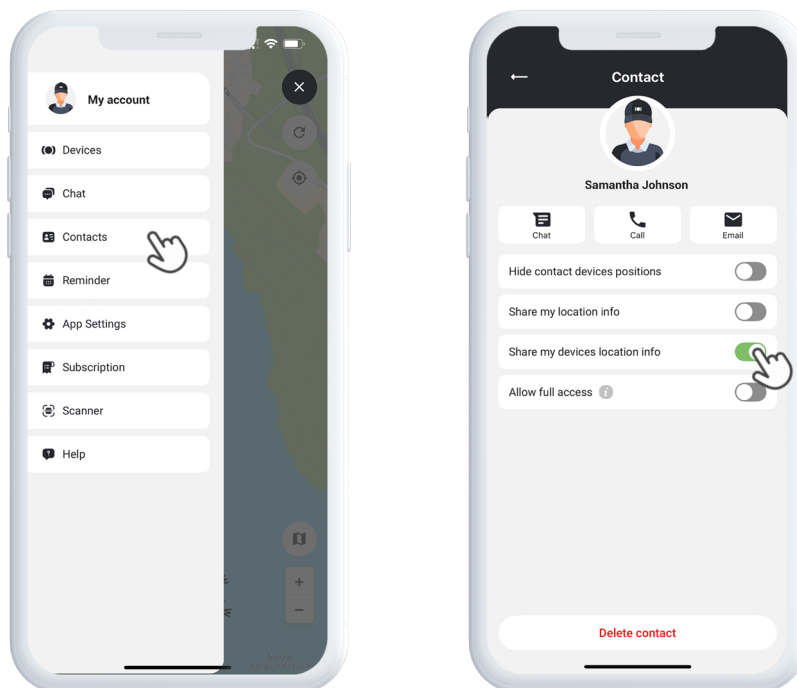 My account
Devices
Chat
Contacts
Reminder
App Settings
Subscription
Scanner
Help
Contact
Samantha Johnson
Chat
Call
Email
Hide contact devices positions
Share my location info
Share my devices location info
Allow full access
Delete contact